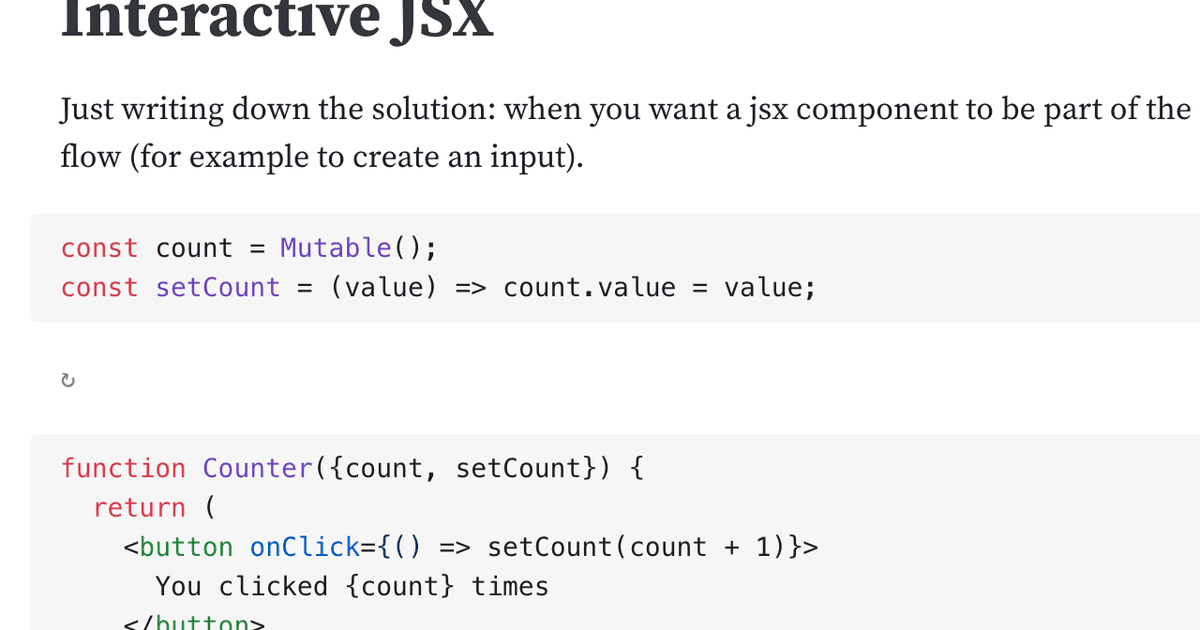 Interactive JSX
Just writing down the solution: when you want a jsx component to be part of the
flow (for example to create an input).
const count = Mutable();
const setCount = (value) => count.value = value;
↻
function Counter({count, setCount}) {
  return (
    <button onClick={() => setCount(count + 1)}>
      You clicked {count} times
    </button>